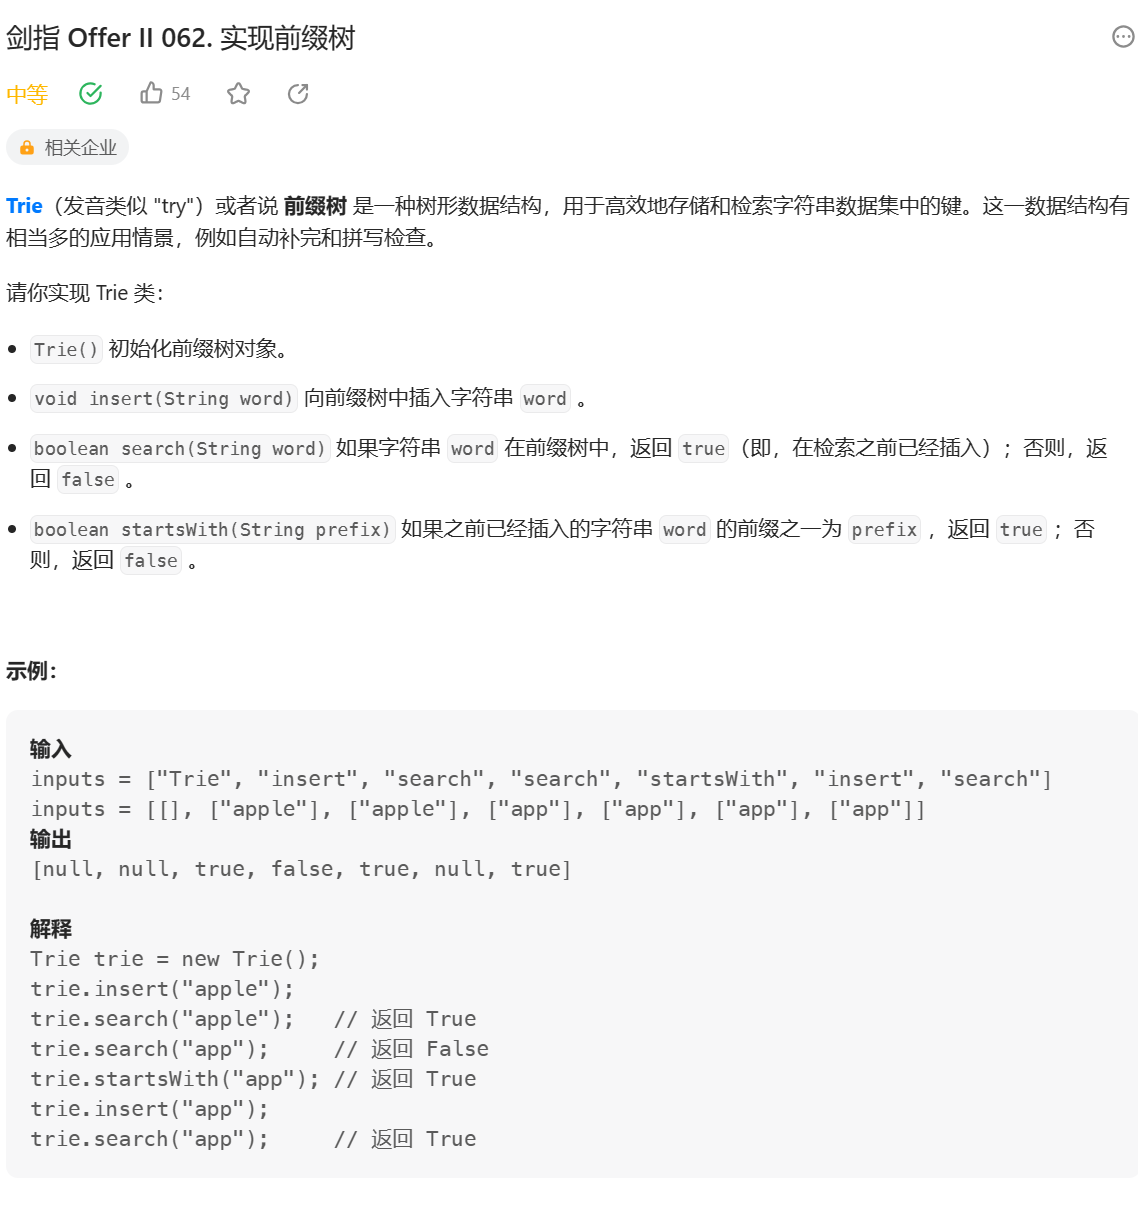 剑指 Offer II 062. 实现前缀树
中等 54
相关企业
Trie（发音类似 "try"）或者说 前缀树 是一种树形数据结构，用于高效地存储和检索字符串数据集中的键。这一数据结构有
相当多的应用情景，例如自动补完和拼写检查。
请你实现 Trie 类：
Trie() 初始化前缀树对象。
void insert(String word) 向前缀树中插入字符串 word 。
boolean search(String word) 如果字符串 word 在前缀树中，返回 true（即，在检索之前已经插入）；否则，返
回 false 。
boolean startsWith(String prefix) 如果之前已经插入的字符串 word 的前缀之一为 prefix ，返回 true ；否
则，返回 false 。
示例：
输入
inputs = ["Trie", "insert", "search", "search", "startsWith", "insert", "search"]
inputs = [[], ["apple"], ["apple"], ["app"], ["app"], ["app"], ["app"]]
输出
[null, null, true, false, true, null, true]
解释
Trie trie = new Trie();
trie.insert("apple");
trie.search("apple");   // 返回 True
trie.search("app");     // 返回 False
trie.startsWith("app"); // 返回 True
trie.insert("app");
trie.search("app");     // 返回 True